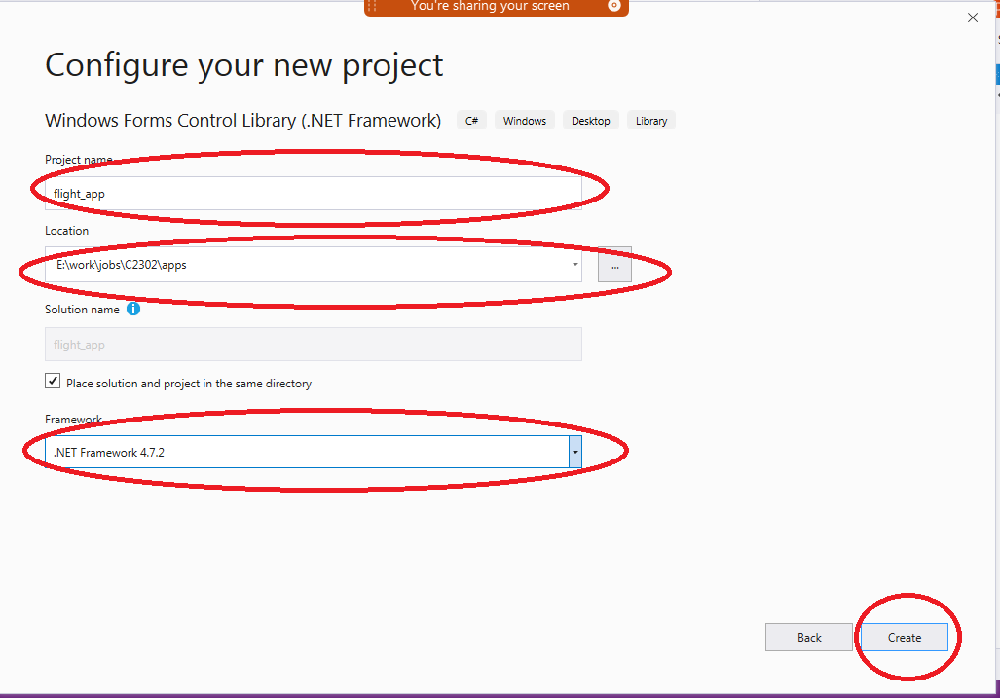 You're sharing your screen
Configure your new project
Windows Forms Control Library (.NET Framework) C# Windows Desktop Library
Project name
flight_app
Location
E:\work\jobs\C2302\apps
...
Solution name
flight_app
Place solution and project in the same directory
Framework
.NET Framework 4.7.2
Back Create